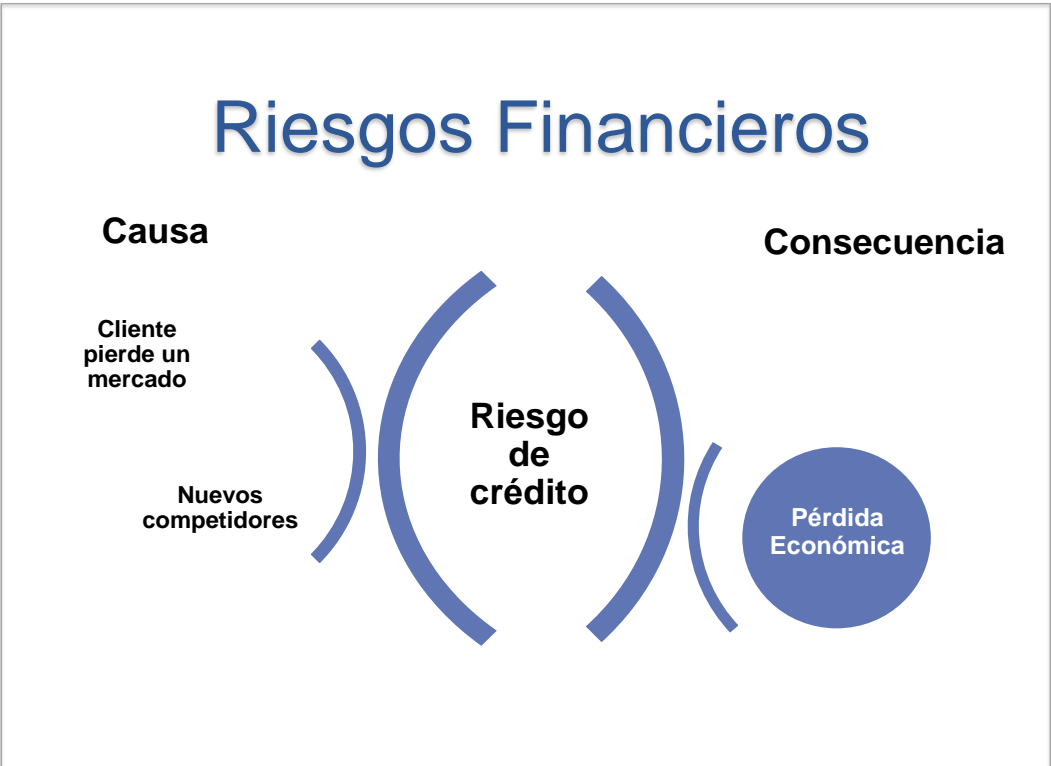 Riesgos Financieros
Causa
Consecuencia
Cliente
pierde un
mercado
Nuevos
competidores
Riesgo
de
crédito
Pérdida
Económica